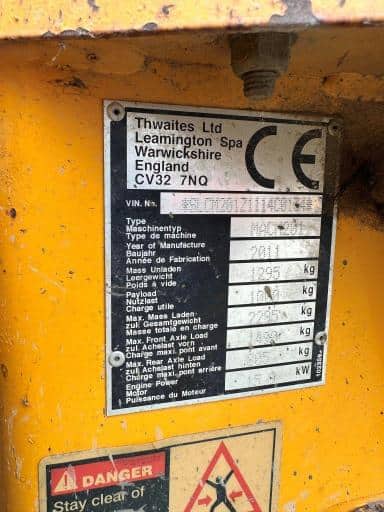 Thwaites Ltd
Leamington Spa
Warwickshire
England
CV32 7NQ
CE
VIN. No.
Type
Maschinentyp
Type de machine
Year of Manufacture 2011
Baujahr
Année de Fabrication
Mass Unladen 1295 kg
Leergewicht
Poids à vide
Payload kg
Nutzlast
Charge utile
Max. Mass Laden 2295 kg
zul. Gesamtgewicht
Masse totale en charge
Max. Front Axle Load kg
zul. Achslast vorn
Charge maxi. pont avant
Max. Rear Axle Load kg
zul. Achslast hinten
Charge maxi. pont arrière
Engine Power kW
Motor
Puissance du Moteur
DANGER
Stay clear of